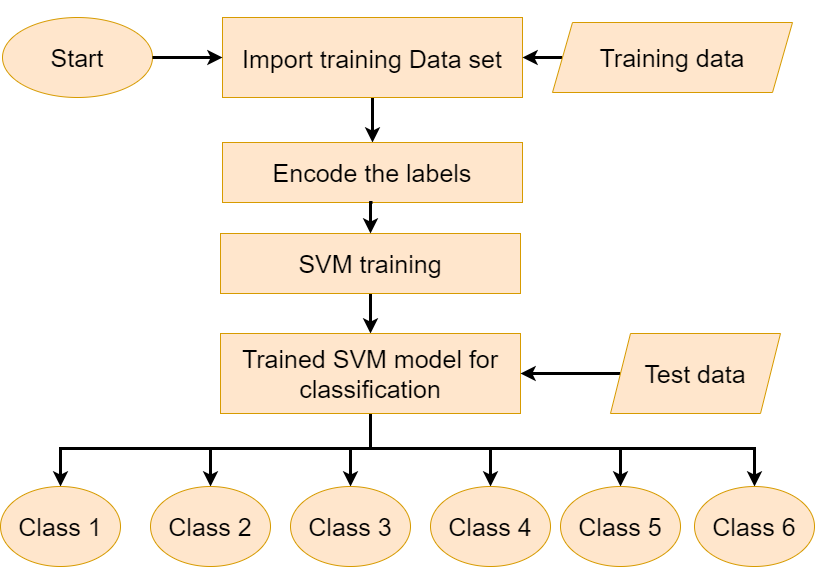 Start
Import training Data set
Training data
Encode the labels
SVM training
Trained SVM model for
classification
Test data
Class 1
Class 2
Class 3
Class 4
Class 5
Class 6